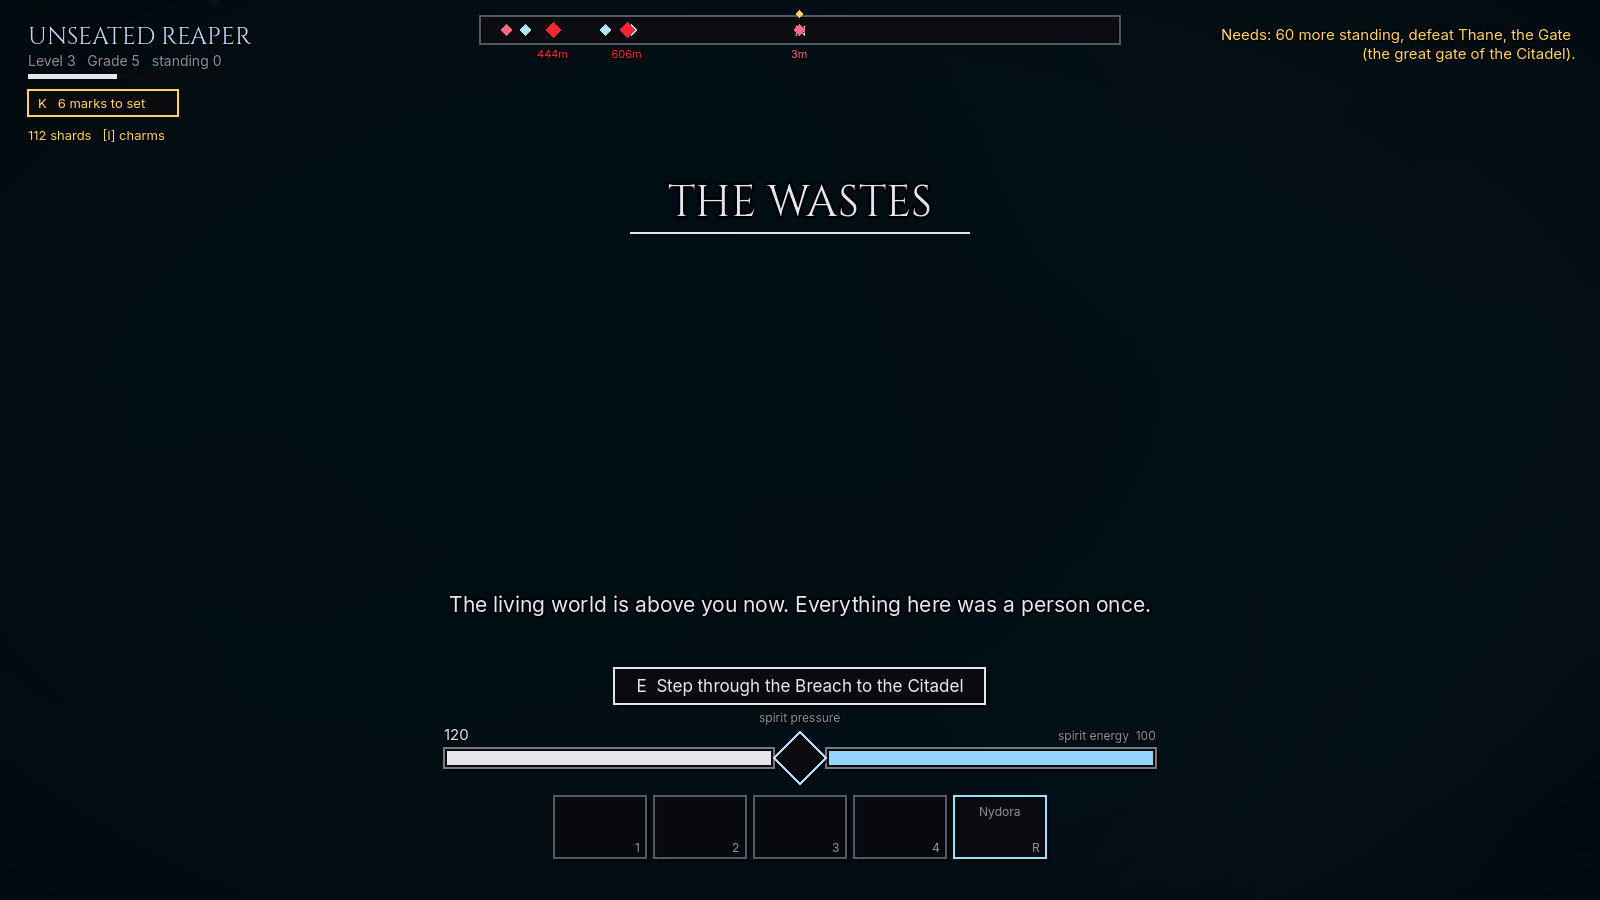 UNSEATED REAPER
Level 3 Grade 5 standing 0
K 6 marks to set
112 shards [I] charms
444m 606m 3m
Needs: 60 more standing, defeat Thane, the Gate
(the great gate of the Citadel).
THE WASTES
The living world is above you now. Everything here was a person once.
E Step through the Breach to the Citadel
spirit pressure
120
spirit energy 100
Nydora
1 2 3 4 R